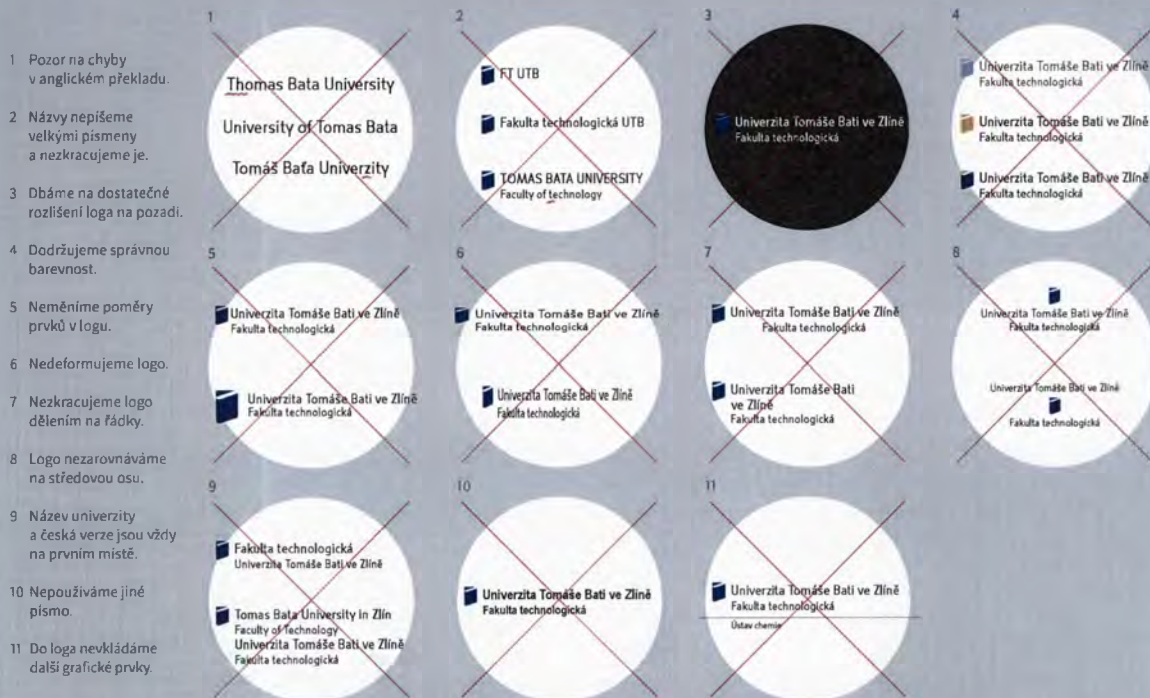 1 Pozor na chyby
v anglickém překladu.
2 Názvy nepíšeme
velkými písmeny
a nezkracujeme je.
3 Dbáme na dostatečné
rozlišení loga na pozadí.
4 Dodržujeme správnou
barevnost.
5 Neměníme poměry
prvků v logu.
6 Nedeformujeme logo.
7 Nezkracujeme logo
dělením na řádky.
8 Logo nezarovnáváme
na středovou osu.
9 Název univerzity
a česká verze jsou vždy
na prvním místě.
10 Nepoužíváme jiné
písmo.
11 Do loga nevkládáme
další grafické prvky.
1
Thomas Bata University
University of Tomas Bata
Tomáš Baťa Univerzity
2
FT UTB
Fakulta technologická UTB
TOMAS BATA UNIVERSITY
Faculty of technology
3
Univerzita Tomáše Bati ve Zlíně
Fakulta technologická
4
Univerzita Tomáše Bati ve Zlíně
Fakulta technologická
Univerzita Tomáše Bati ve Zlíně
Fakulta technologická
Univerzita Tomáše Bati ve Zlíně
Fakulta technologická
5
Univerzita Tomáše Bati ve Zlíně
Fakulta technologická
Univerzita Tomáše Bati ve Zlíně
Fakulta technologická
6
Univerzita Tomáše Bati ve Zlíně
Fakulta technologická
Univerzita Tomáše Bati ve Zlíně
Fakulta technologická
7
Univerzita Tomáše Bati ve Zlíně
Fakulta technologická
Univerzita Tomáše Bati
ve Zlíně
Fakulta technologická
8
Univerzita Tomáše Bati ve Zlíně
Fakulta technologická
Univerzita Tomáše Bati ve Zlíně
Fakulta technologická
9
Fakulta technologická
Univerzita Tomáše Bati ve Zlíně
Tomas Bata University in Zlín
Faculty of Technology
Univerzita Tomáše Bati ve Zlíně
Fakulta technologická
10
Univerzita Tomáše Bati ve Zlíně
Fakulta technologická
11
Univerzita Tomáše Bati ve Zlíně
Fakulta technologická
Ústav chemie